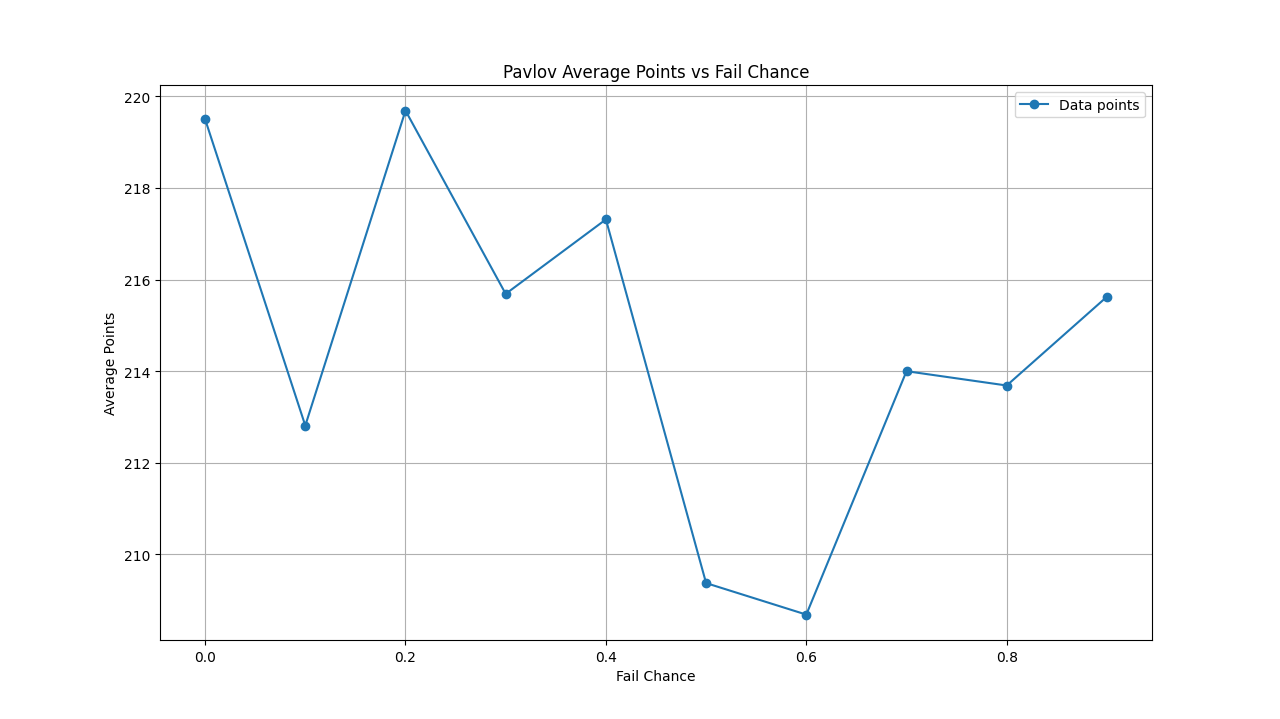 Pavlov Average Points vs Fail Chance
Data points
220
218
216
214
212
210
Average Points
0.0 0.2 0.4 0.6 0.8
Fail Chance